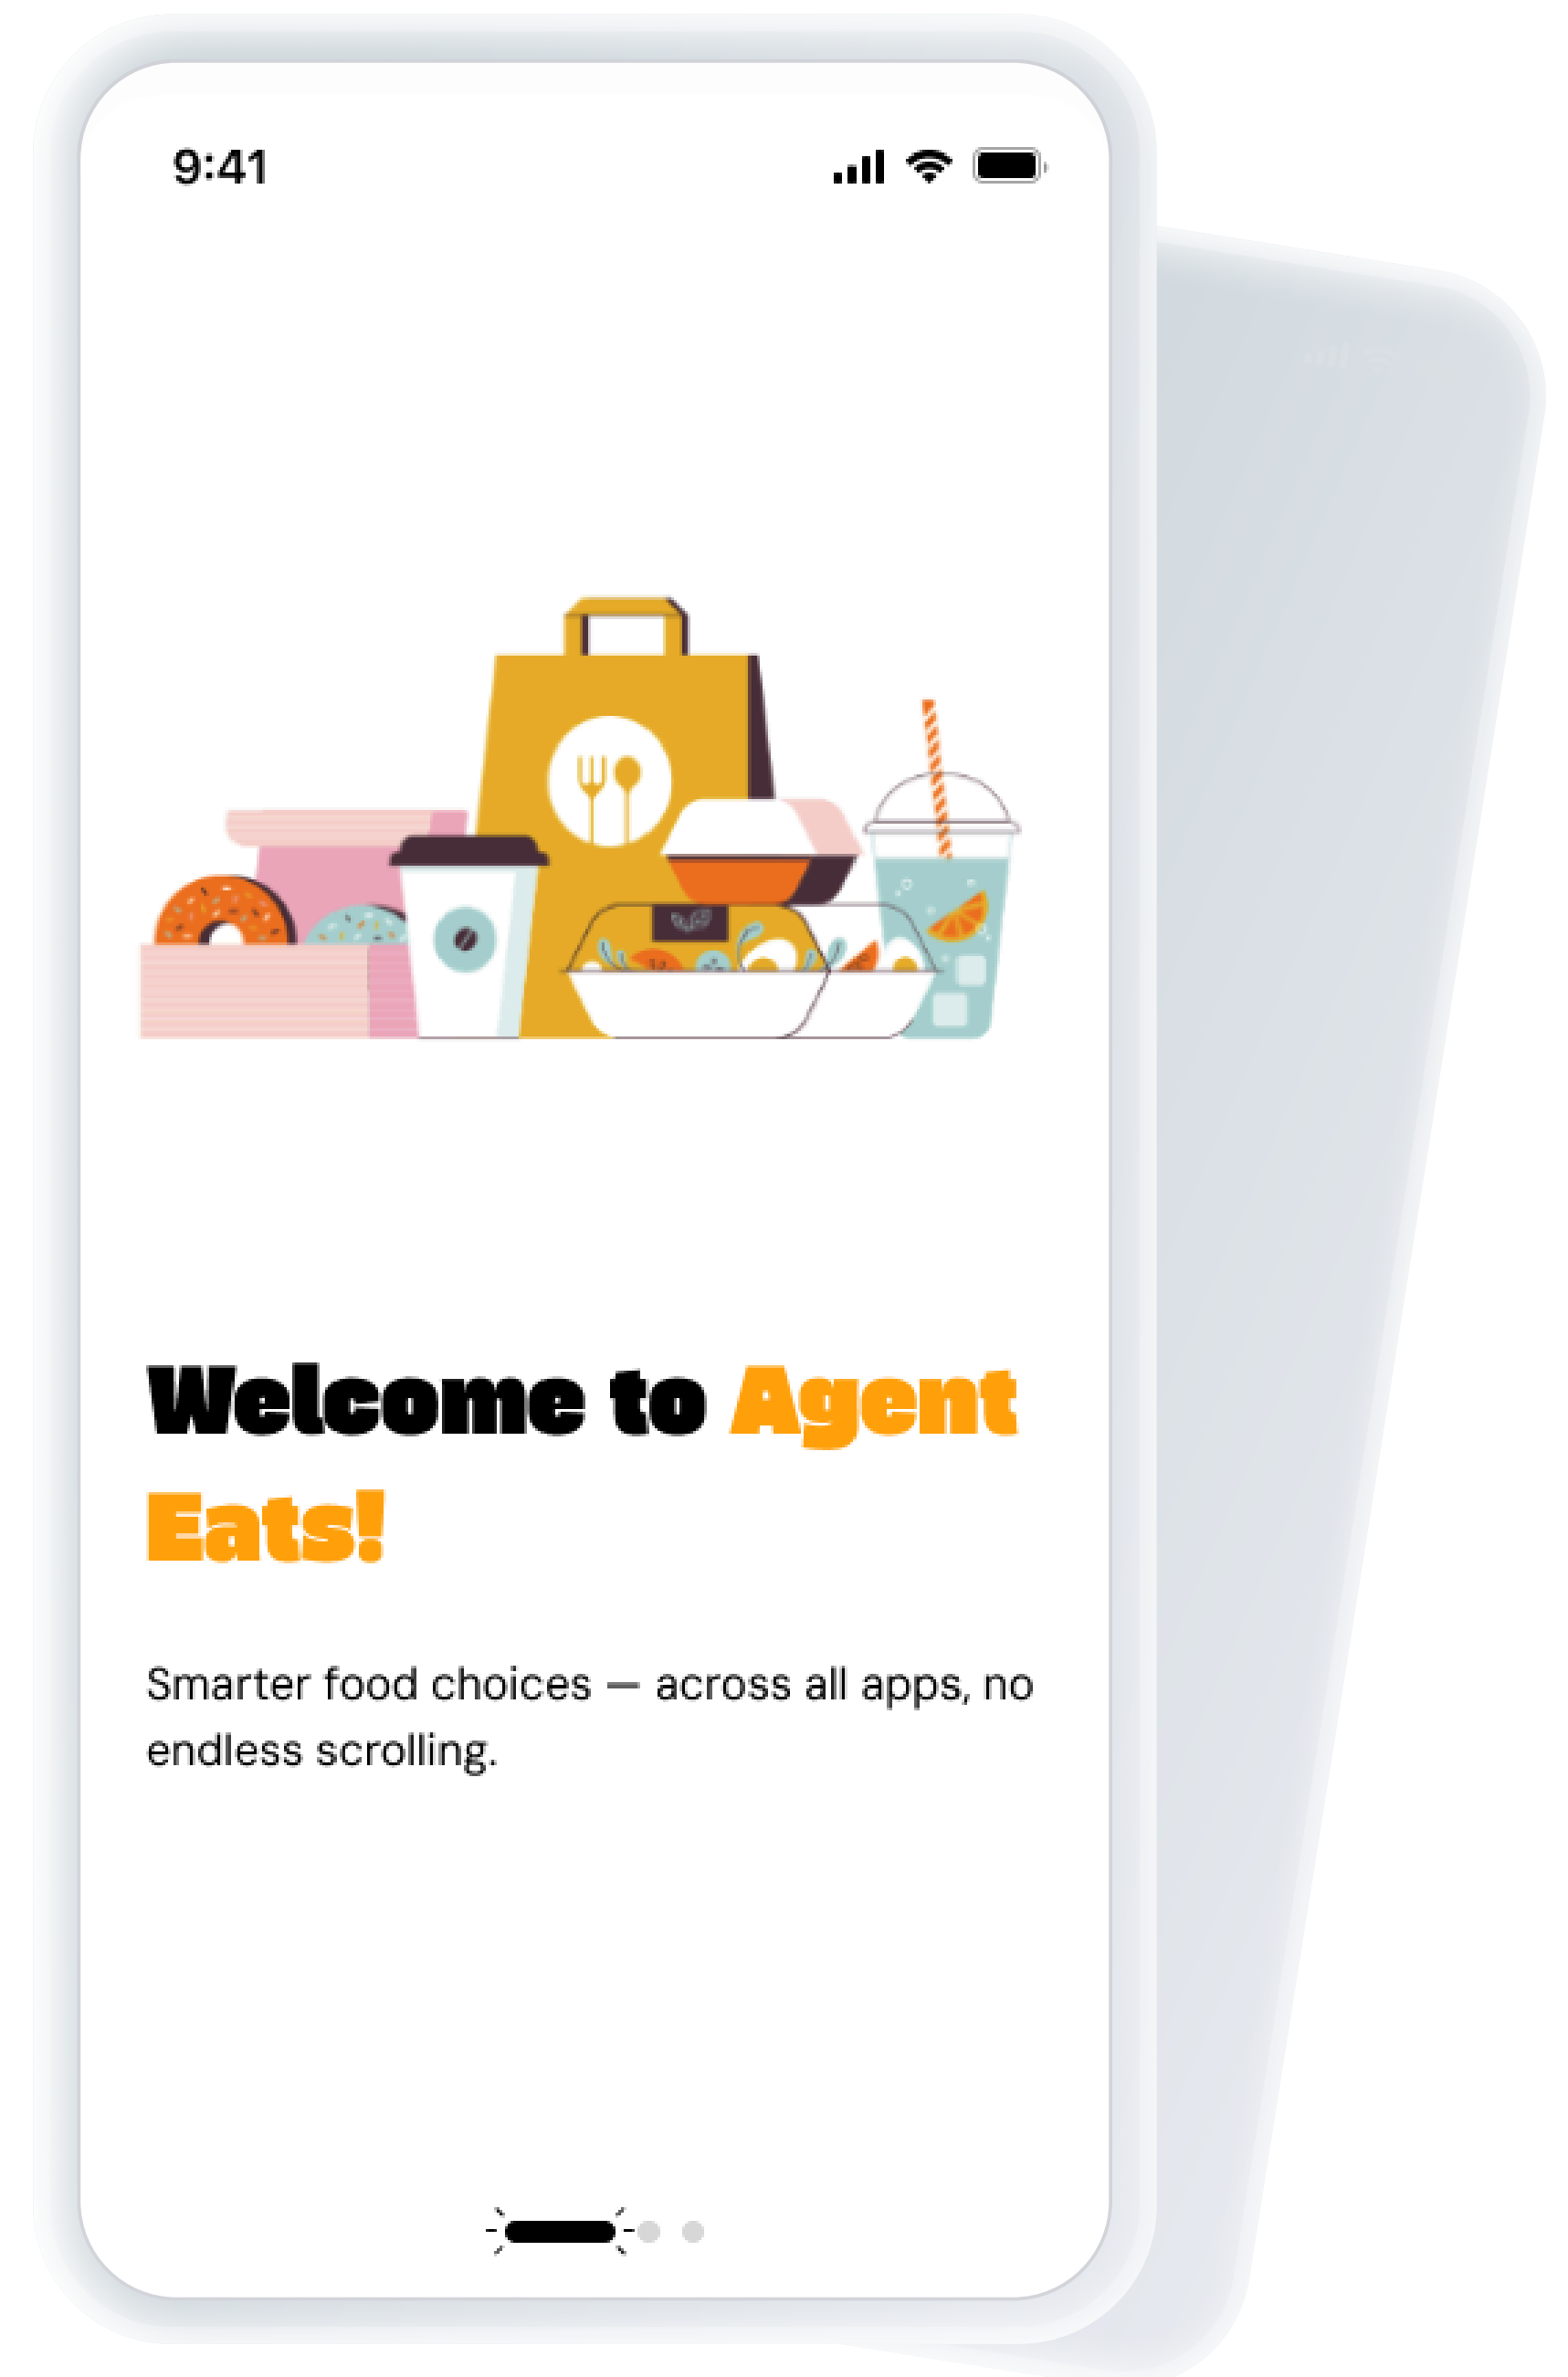 9:41
Welcome to Agent
Eats!
Smarter food choices — across all apps, no
endless scrolling.